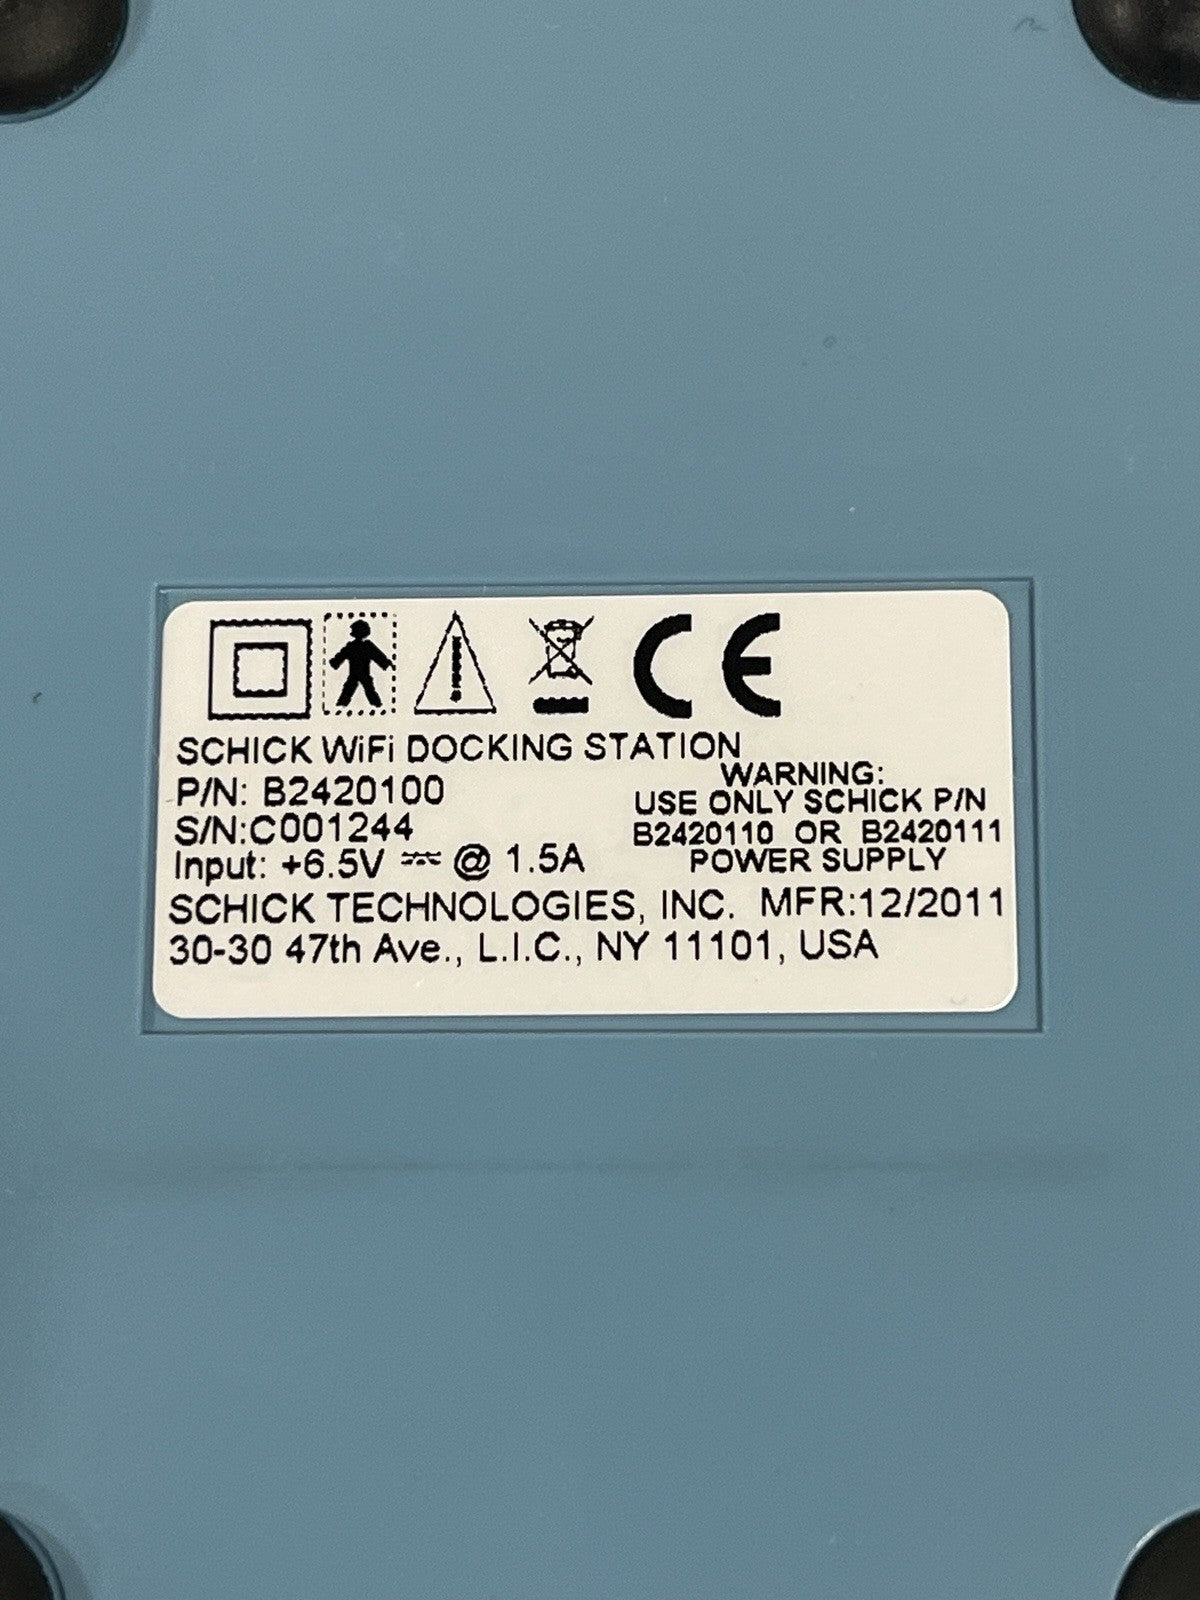 CE
SCHICK WiFi DOCKING STATION
P/N: B2420100
S/N:C001244
Input: +6.5V ⎓ @ 1.5A
WARNING:
USE ONLY SCHICK P/N
B2420110 OR B2420111
POWER SUPPLY
SCHICK TECHNOLOGIES, INC. MFR:12/2011
30-30 47th Ave., L.I.C., NY 11101, USA